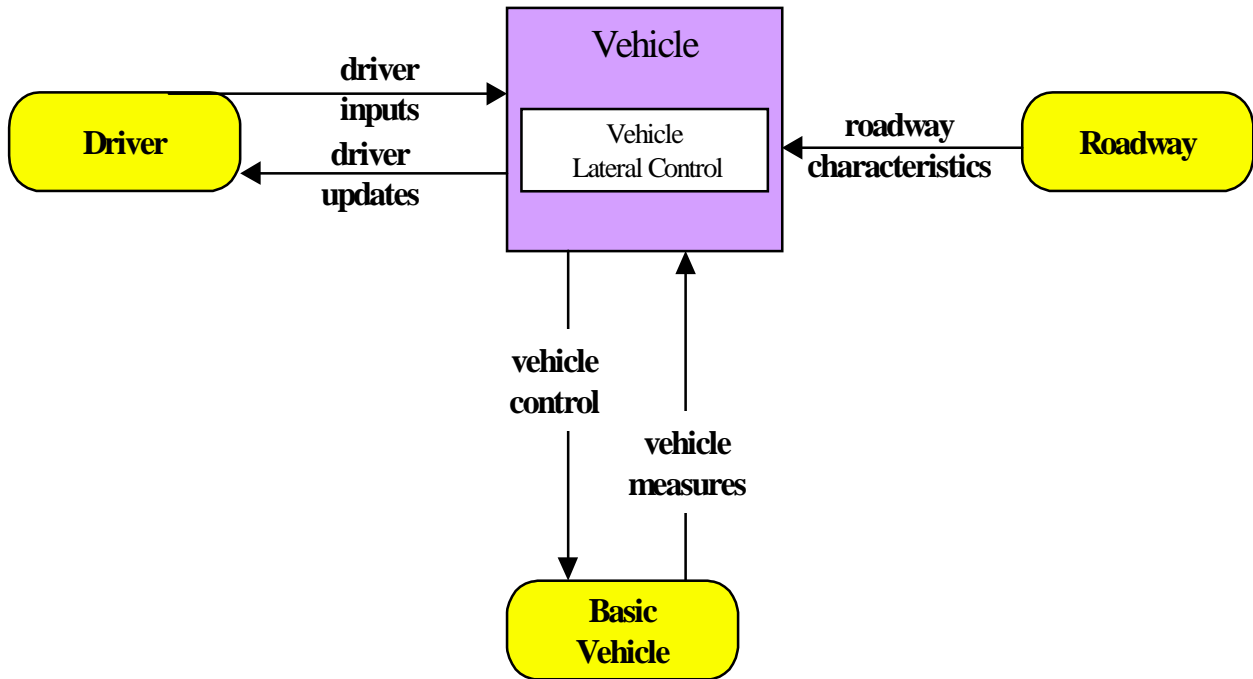 Vehicle
driver
inputs
Driver
driver
updates
Vehicle
Lateral Control
roadway
characteristics
Roadway
vehicle
control
vehicle
measures
Basic
Vehicle